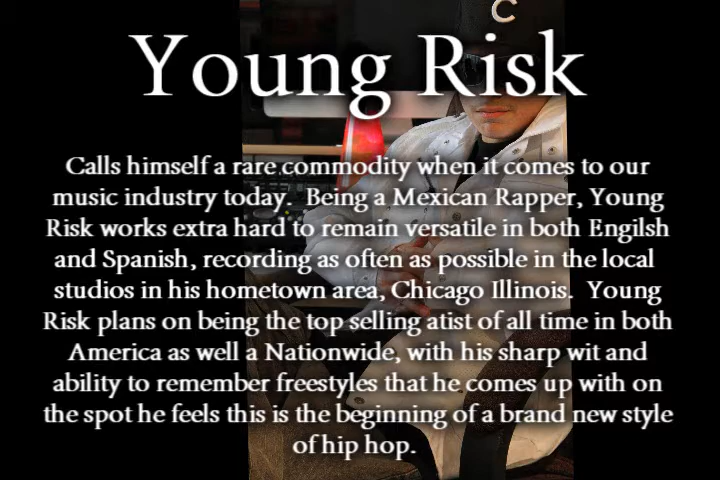 C
Young Risk
Calls himself a rare commodity when it comes to our
music industry today. Being a Mexican Rapper, Young
Risk works extra hard to remain versatile in both Engilsh
and Spanish, recording as often as possible in the local
studios in his hometown area, Chicago Illinois. Young
Risk plans on being the top selling atist of all time in both
America as well a Nationwide, with his sharp wit and
ability to remember freestyles that he comes up with on
the spot he feels this is the beginning of a brand new style
of hip hop.